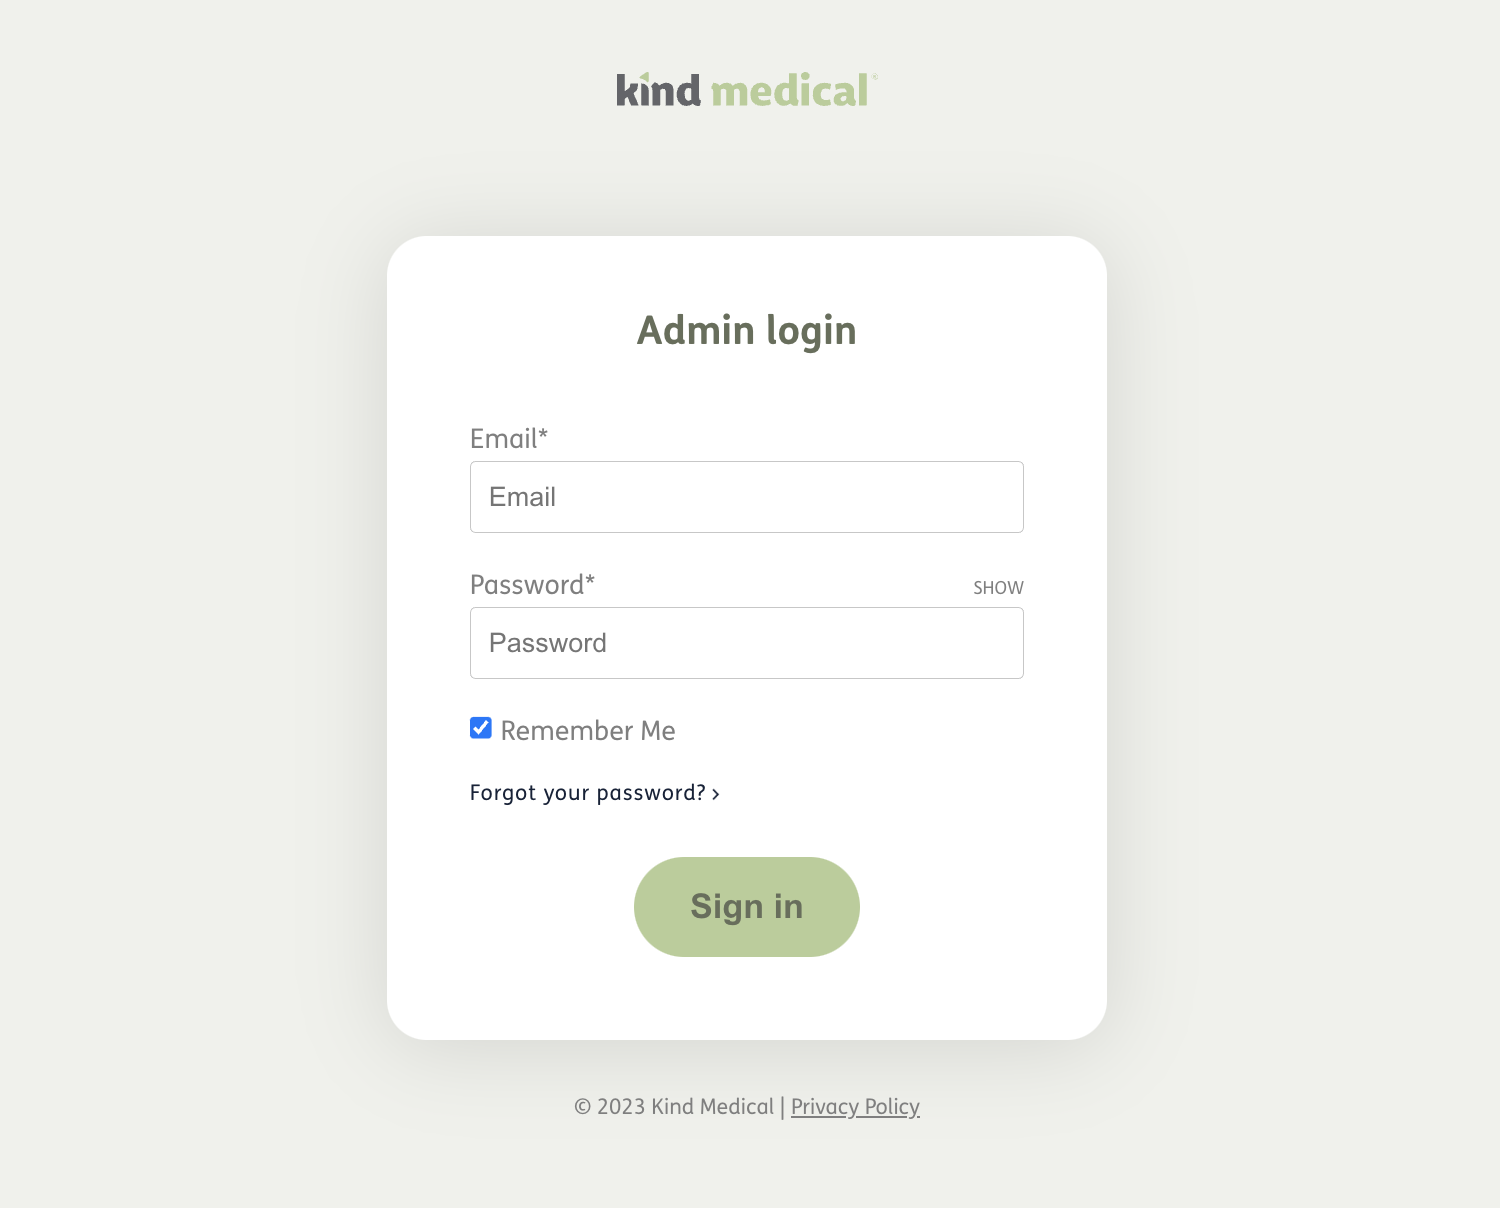 kind medical®
Admin login
Email*
Email
Password* SHOW
Password
Remember Me
Forgot your password? ›
Sign in
© 2023 Kind Medical | Privacy Policy